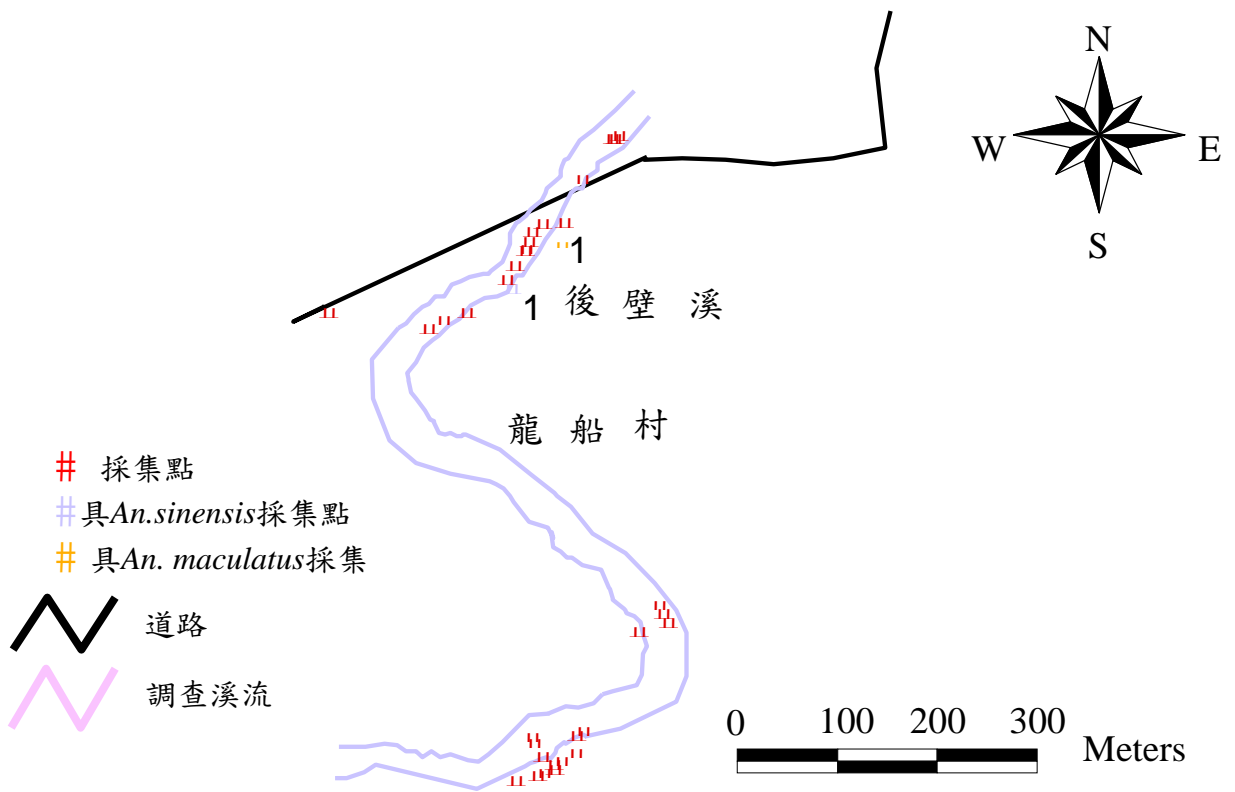 N
W E
S
1
1 後壁溪
龍船村
採集點
具An.sinensis採集點
具An. maculatus採集
道路
調查溪流
0 100 200 300
Meters